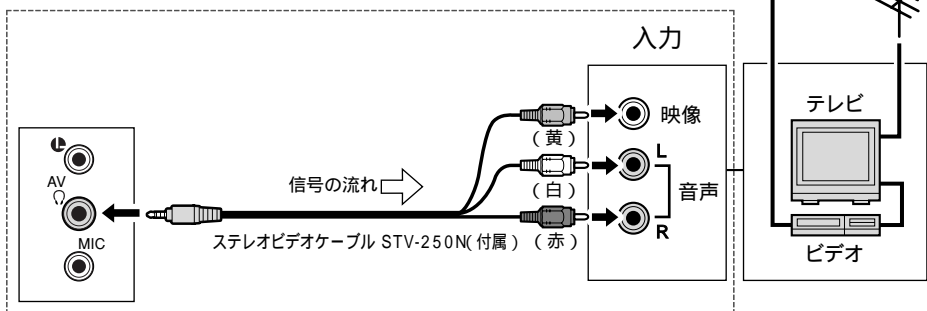 入力
映像
(黄)
L
(白)
音声
R
(赤)
AV
MIC
信号の流れ
ステレオビデオケーブル STV-250N(付属)
テレビ
ビデオ